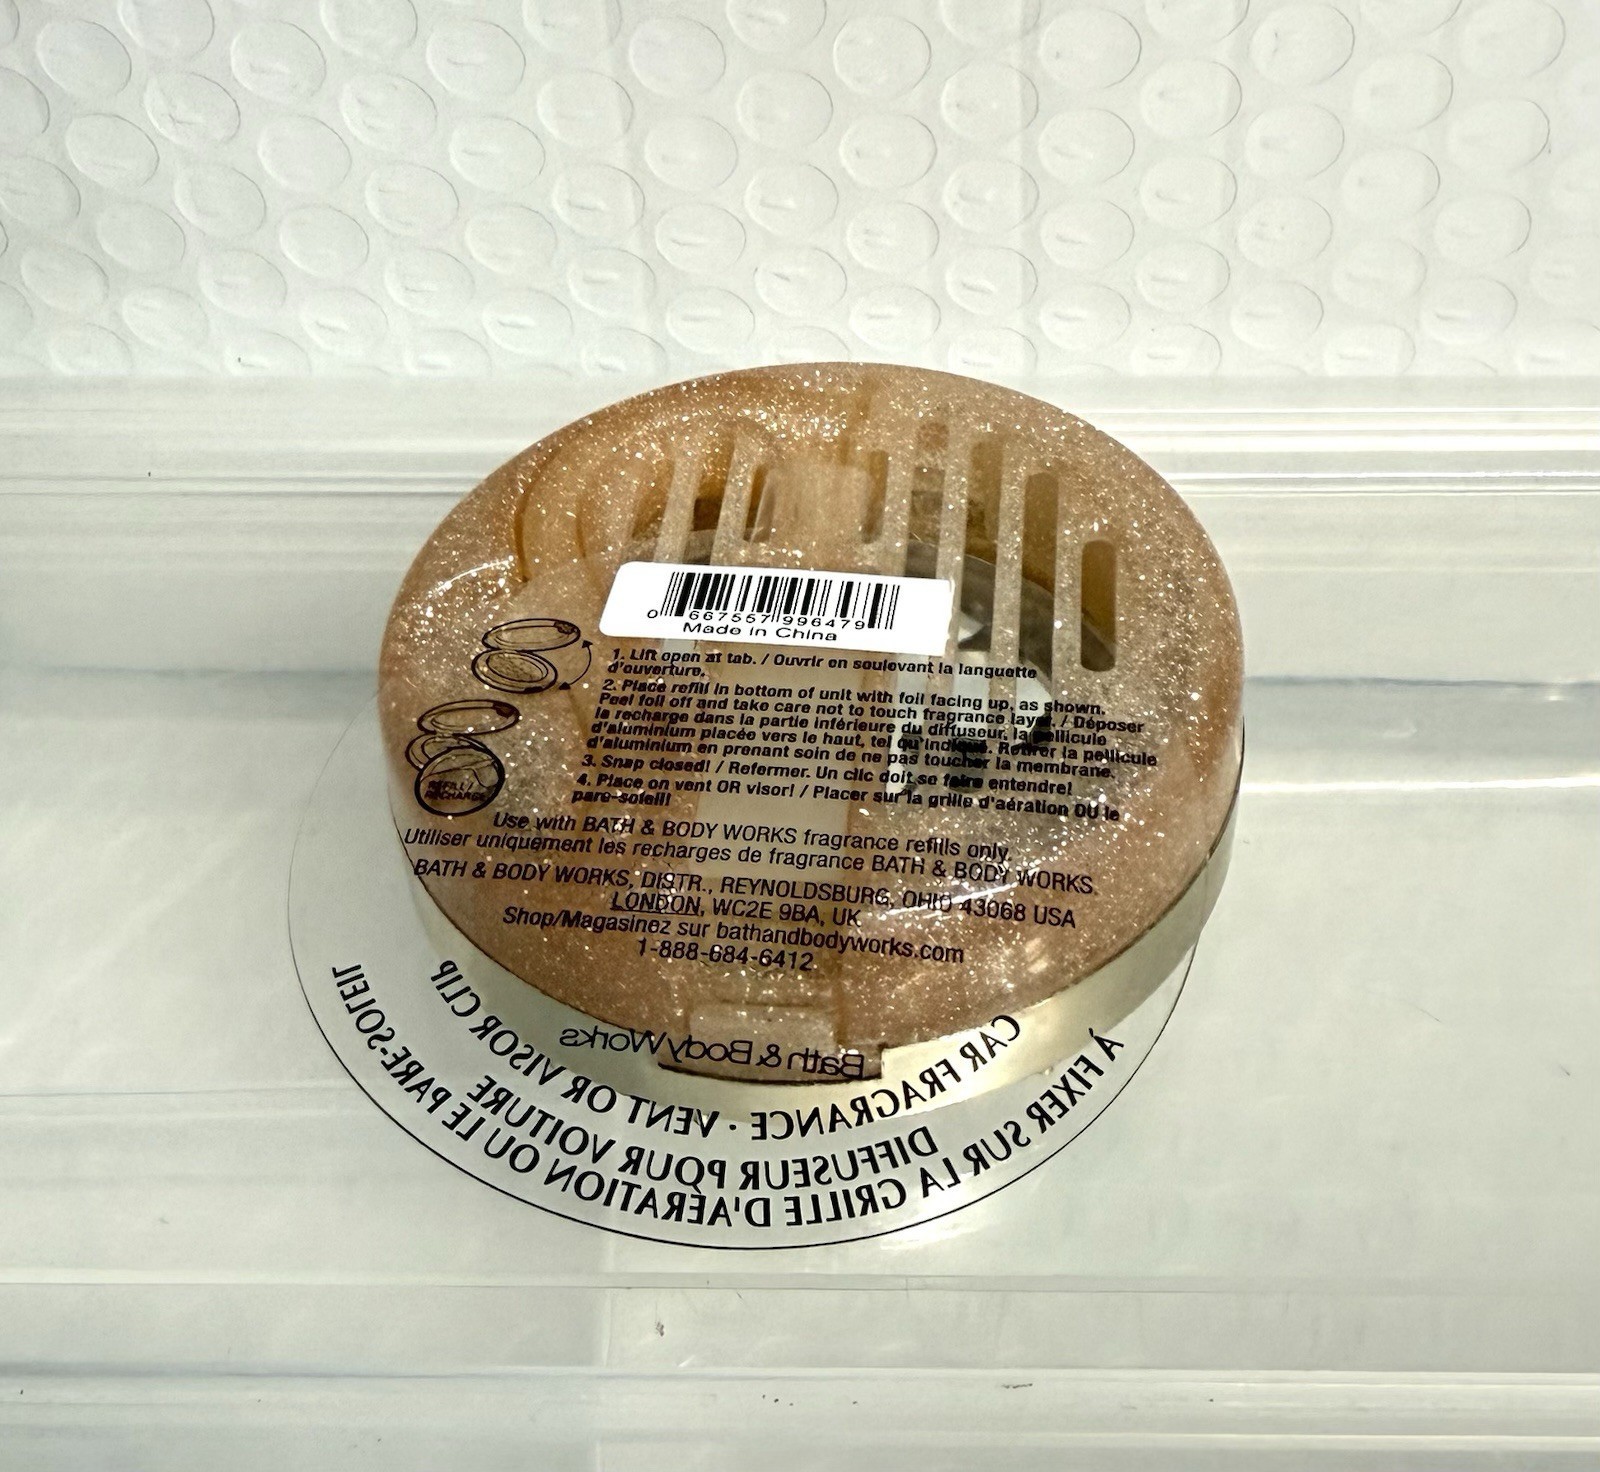 0 667557 996479
Made in China
1. Lift open at tab. / Ouvrir en soulevant la languette
d'ouverture.
2. Place refill in bottom of unit with foil facing up, as shown.
Peel foil off and take care not to touch fragrance layer. / Déposer
la recharge dans la partie inférieure du diffuseur, la pellicule
d'aluminium placée vers le haut, tel qu'indiqué. Retirer la pellicule
d'aluminium en prenant soin de ne pas toucher la membrane.
3. Snap closed! / Refermer. Un clic doit se faire entendre!
4. Place on vent OR visor! / Placer sur la grille d'aération OU le
pare-soleil!
REFILL/
RECHARGE
Use with BATH & BODY WORKS fragrance refills only.
Utiliser uniquement les recharges de fragrance BATH & BODY WORKS.
BATH & BODY WORKS, DISTR., REYNOLDSBURG, OHIO 43068 USA
LONDON, WC2E 9BA, UK
Shop/Magasinez sur bathandbodyworks.com
1-888-684-6412
Bath & Body Works
CAR FRAGRANCE · VENT OR VISOR CLIP
DIFFUSEUR POUR VOITURE
À FIXER SUR LA GRILLE D'AÉRATION OU LE PARE-SOLEIL